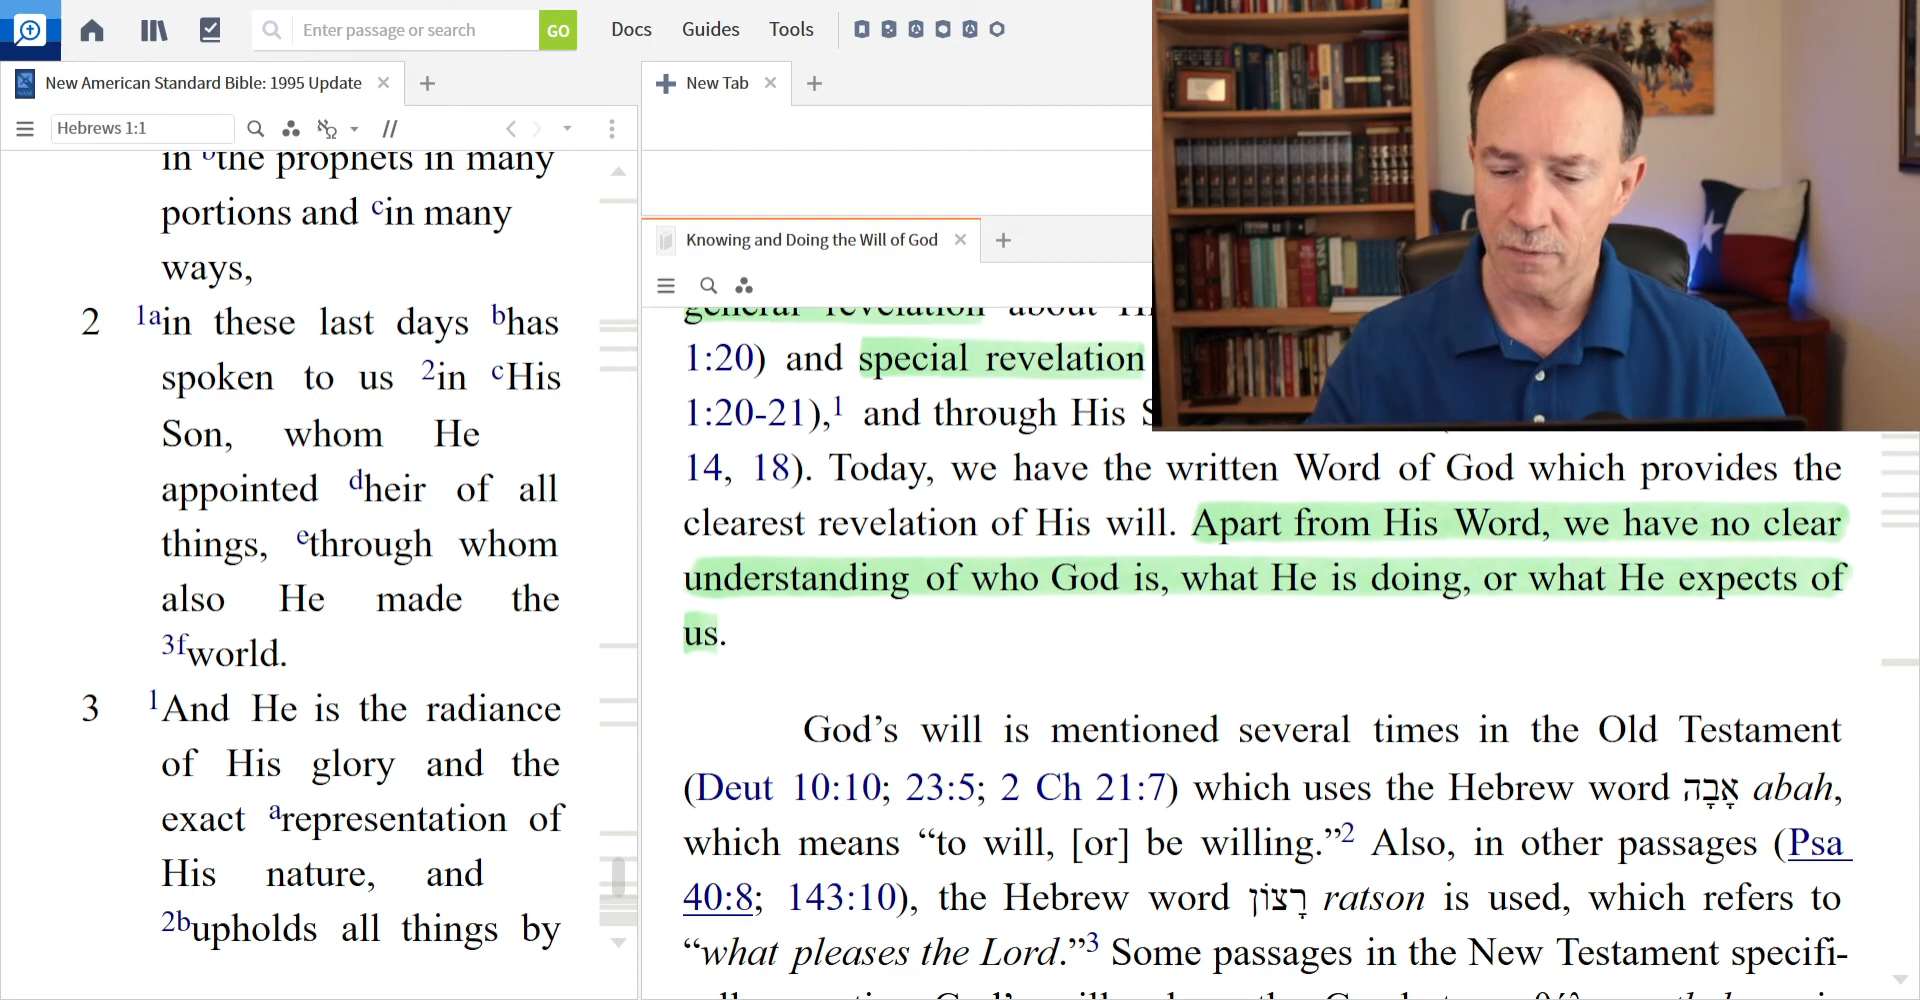 Enter passage or search
GO
Docs
Guides
Tools
New American Standard Bible: 1995 Update
New Tab
Hebrews 1:1
in bthe prophets in many
portions and cin many
ways,
2 1ain these last days bhas
spoken to us 2in cHis
Son, whom He
appointed dheir of all
things, ethrough whom
also He made the
3fworld.
3 1And He is the radiance
of His glory and the
exact arepresentation of
His nature, and
2bupholds all things by
Knowing and Doing the Will of God
general revelation about
1:20) and special revelation
1:20-21),1 and through His
14, 18). Today, we have the written Word of God which provides the
clearest revelation of His will. Apart from His Word, we have no clear
understanding of who God is, what He is doing, or what He expects of
us.
God’s will is mentioned several times in the Old Testament
(Deut 10:10; 23:5; 2 Ch 21:7) which uses the Hebrew word אָבָה abah,
which means “to will, [or] be willing.”2 Also, in other passages (Psa
40:8; 143:10), the Hebrew word רָצוֹן ratson is used, which refers to
“what pleases the Lord.”3 Some passages in the New Testament specifi-